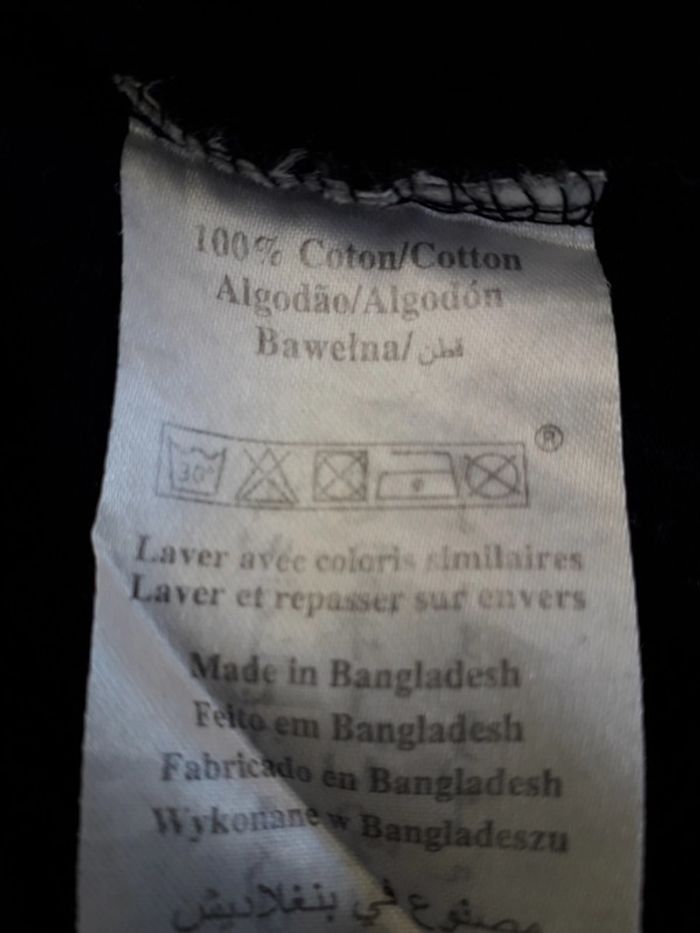 100% Coton/Cotton
Algodão/Algodón
Bawełna/قطن
30°
®
Laver avec coloris similaires
Laver et repasser sur envers
Made in Bangladesh
Feito em Bangladesh
Fabricado en Bangladesh
Wykonane w Bangladeszu
مصنوع في بنغلاديش